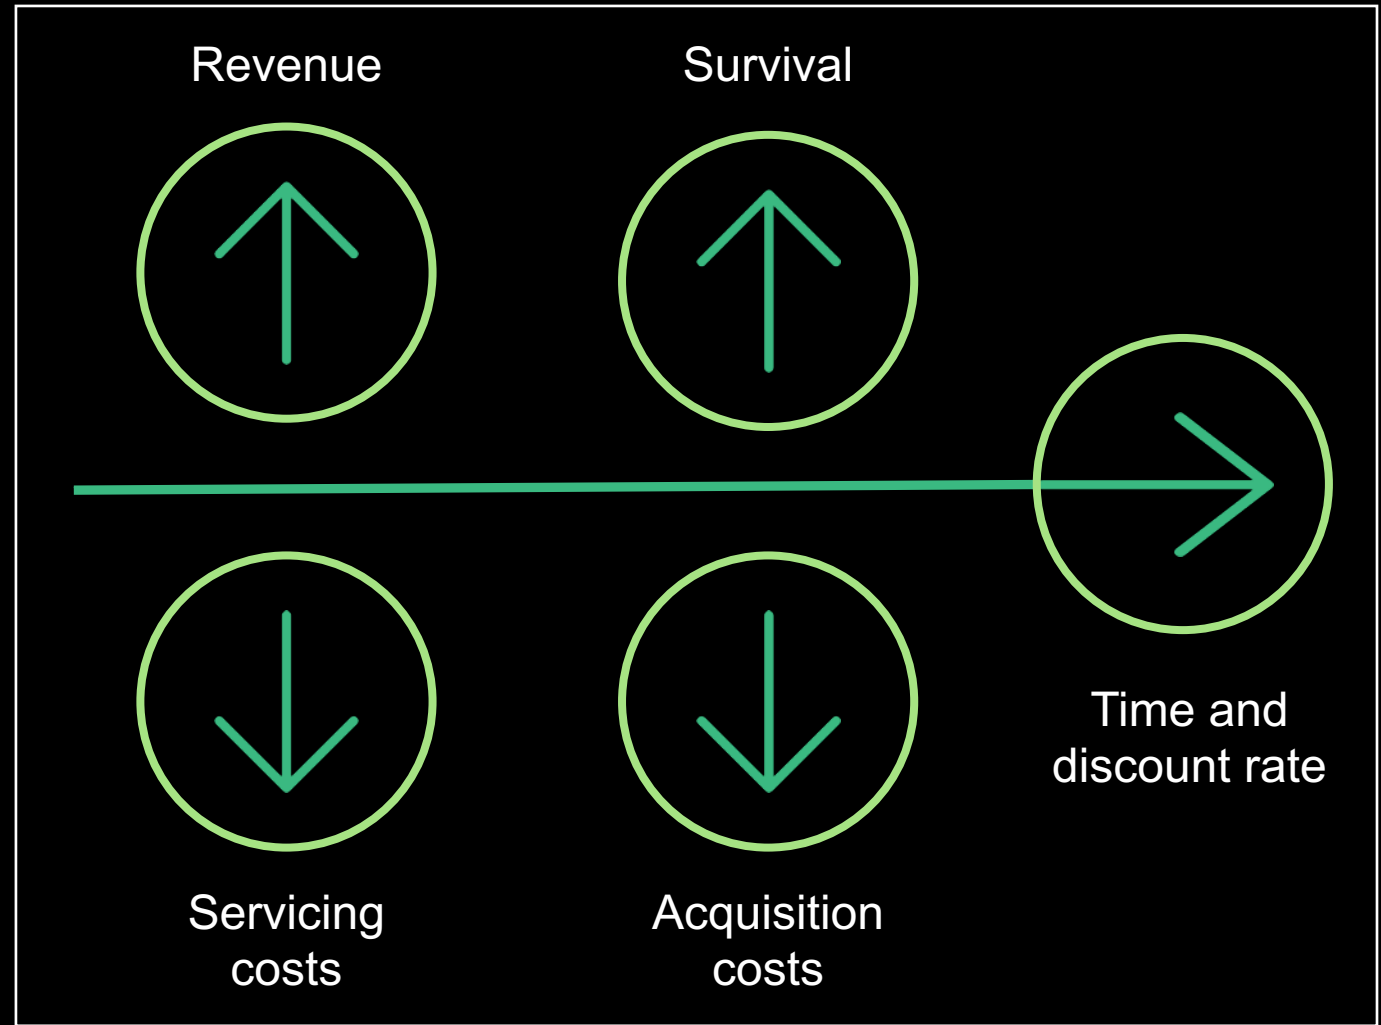 Revenue
Survival
Servicing
costs
Acquisition
costs
Time and
discount rate